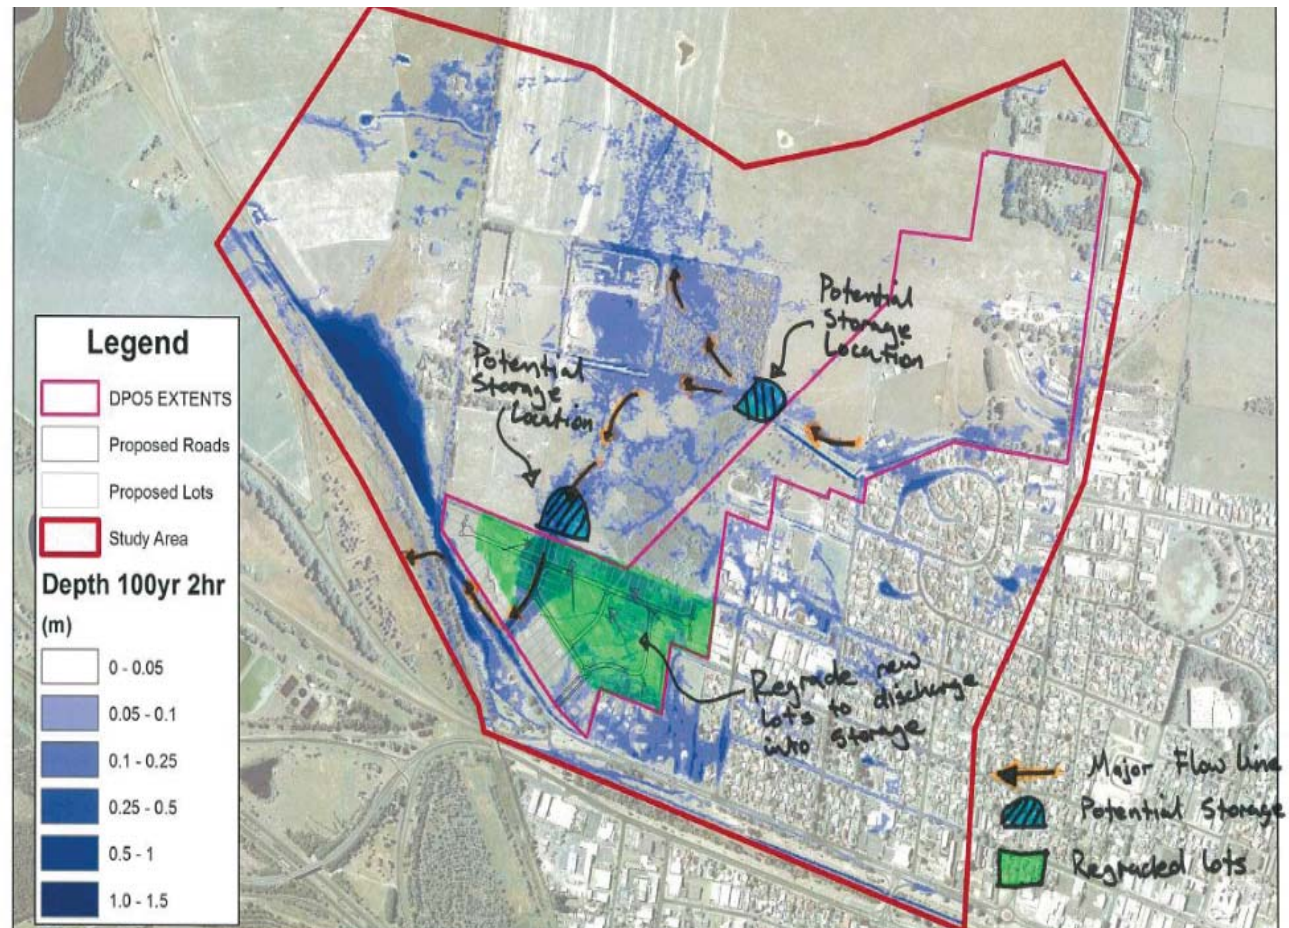 Potential
Storage
Location
Potential
Storage
Location
Legend
DPO5 EXTENTS
Proposed Roads
Proposed Lots
Study Area
Depth 100yr 2hr
(m)
0 - 0.05
0.05 - 0.1
0.1 - 0.25
0.25 - 0.5
0.5 - 1
1.0 - 1.5
Regrade new
lots to discharge
into storage
Major Flow line
Potential Storage
Regraded lots